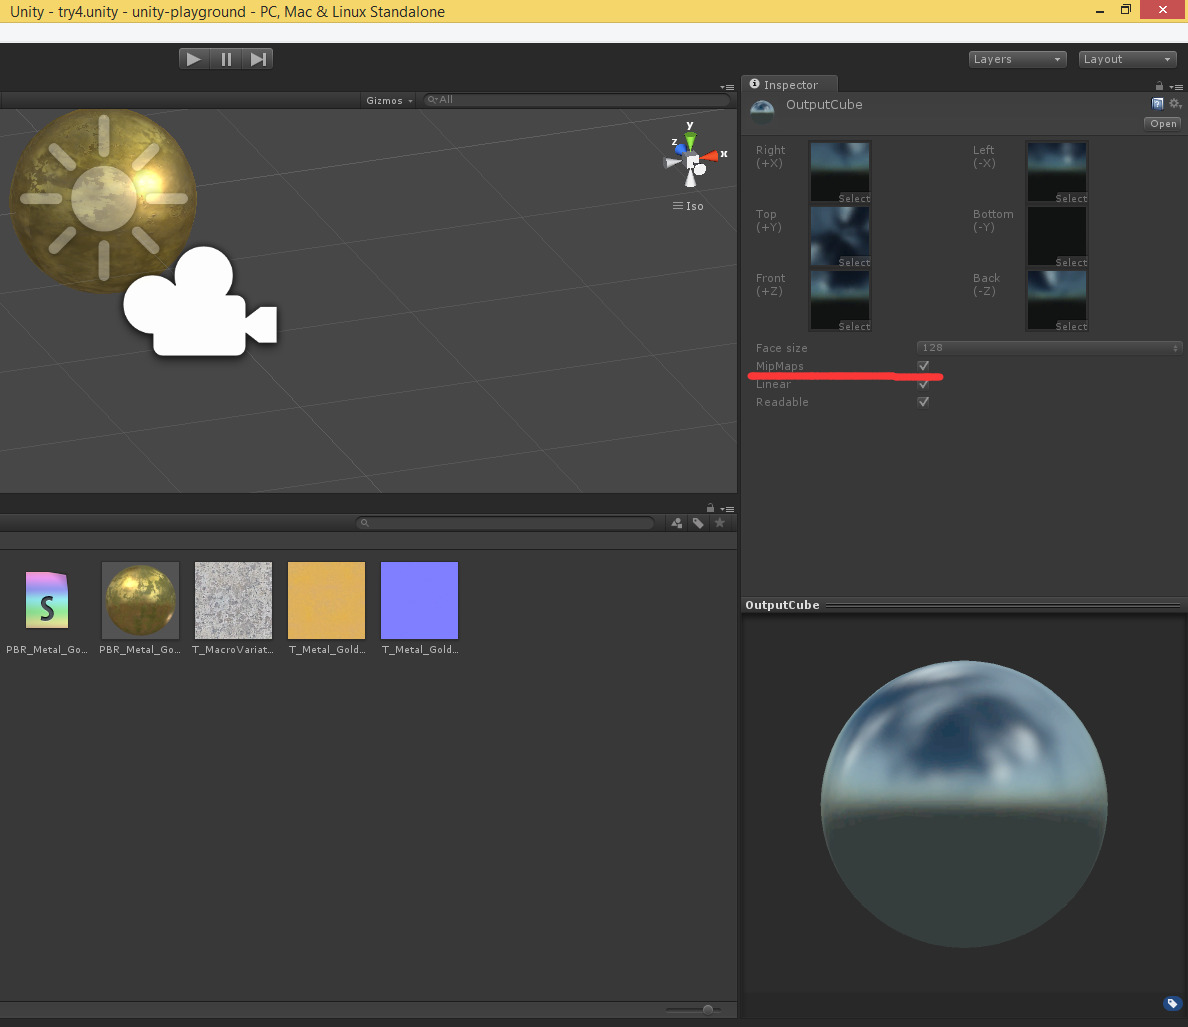 Unity - try4.unity - unity-playground - PC, Mac & Linux Standalone
Layers
Layout
Gizmos
All
y
z
x
Iso
Inspector
OutputCube
Open
Right
(+X)
Select
Left
(-X)
Select
Top
(+Y)
Select
Bottom
(-Y)
Select
Front
(+Z)
Select
Back
(-Z)
Select
Face size
128
MipMaps
Linear
Readable
S
PBR_Metal_Go...
PBR_Metal_Go...
T_MacroVariat...
T_Metal_Gold...
T_Metal_Gold...
OutputCube